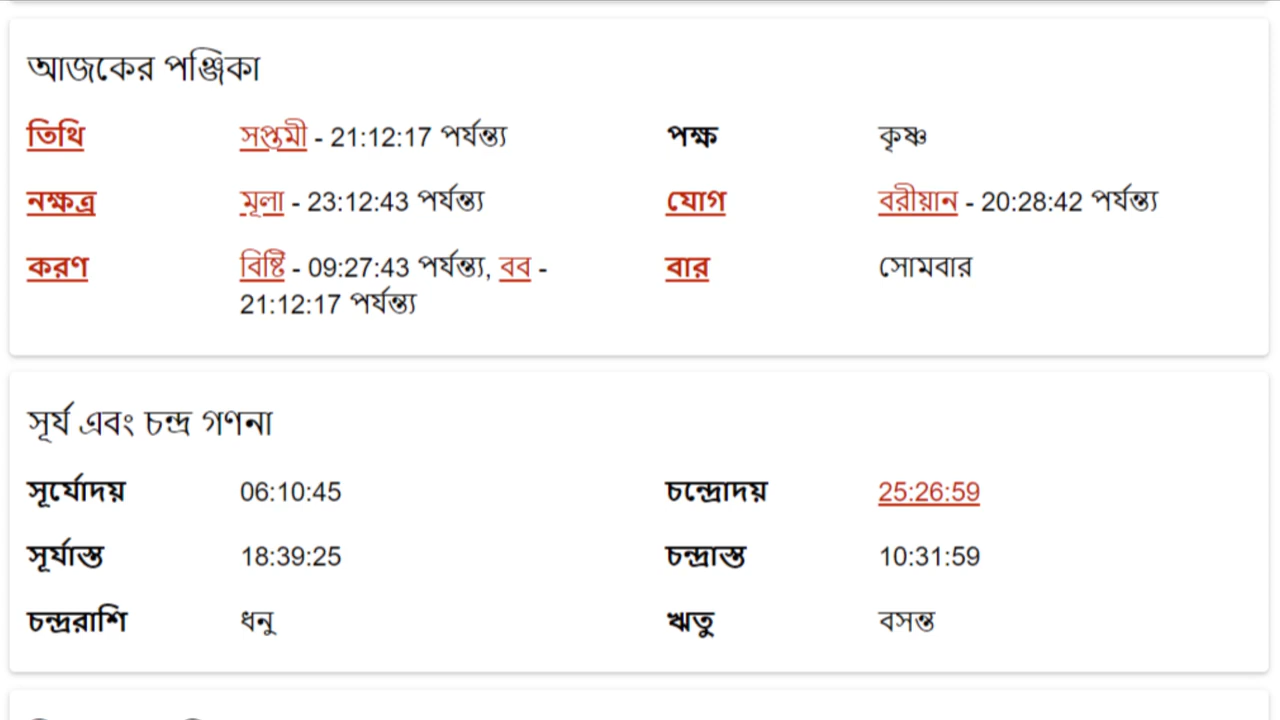 আজকের পঞ্জিকা
তিথি সপ্তমী - 21:12:17 পর্যন্ত্য পক্ষ কৃষ্ণ
নক্ষত্র মূলা - 23:12:43 পর্যন্ত্য যোগ বরীয়ান - 20:28:42 পর্যন্ত্য
করণ বিষ্টি - 09:27:43 পর্যন্ত্য, বব - বার সোমবার
21:12:17 পর্যন্ত্য
সূর্য এবং চন্দ্র গণনা
সূর্যোদয় 06:10:45 চন্দ্রোদয় 25:26:59
সূর্যাস্ত 18:39:25 চন্দ্রাস্ত 10:31:59
চন্দ্ররাশি ধনু ঋতু বসন্ত